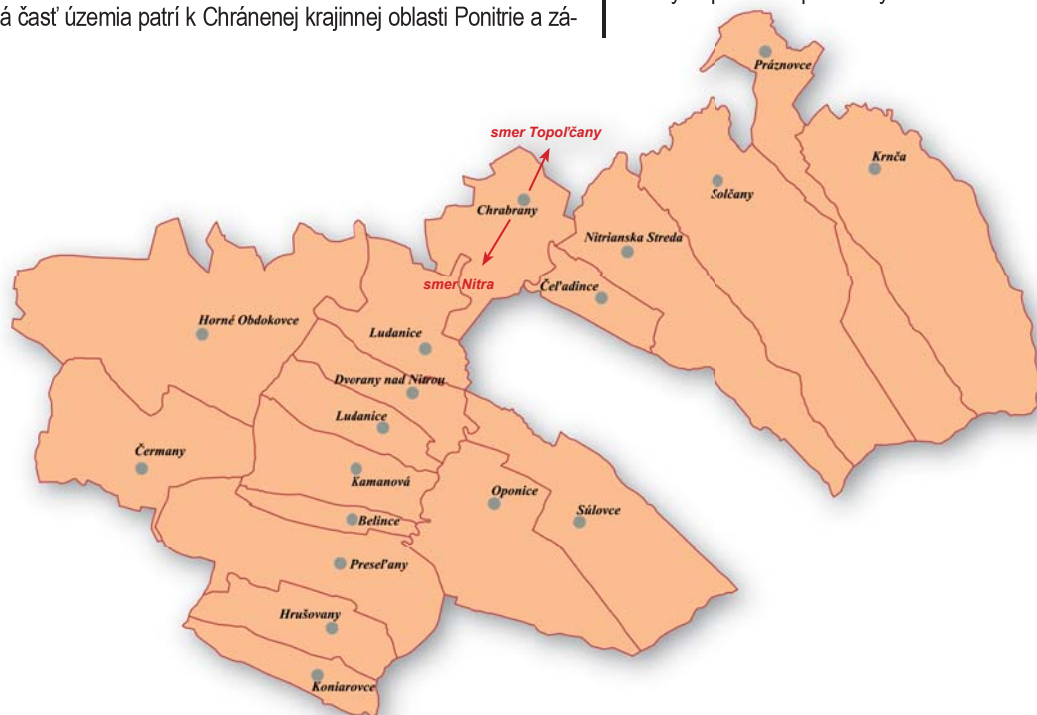 á časť územia patrí k Chránenej krajinnej oblasti Ponitrie a zá-
Práznovce
smer Topoľčany
Krnča
Solčany
Chrabrany
Nitrianska Streda
smer Nitra
Čeľadince
Horné Obdokovce
Ludanice
Dvorany nad Nitrou
Ludanice
Čermany
Kamanová
Oponice
Súlovce
Belince
Preseľany
Hrušovany
Koniarovce